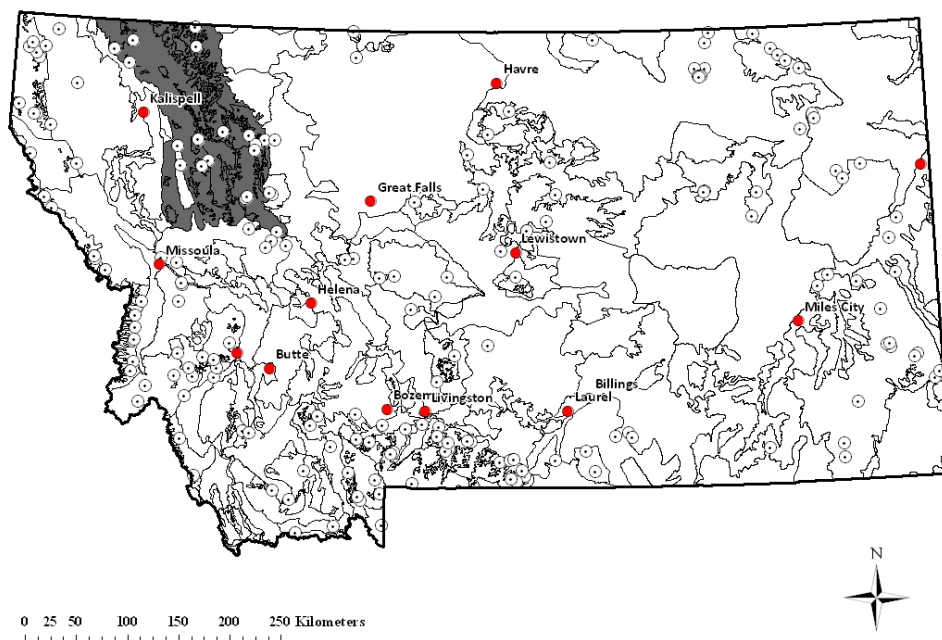 Havre
Kalispell
Great Falls
Lewistown
Missoula
Helena
Miles City
Butte
Billings
Bozem
Livingston
Laurel
N
0 25 50 100 150 200 250 Kilometers